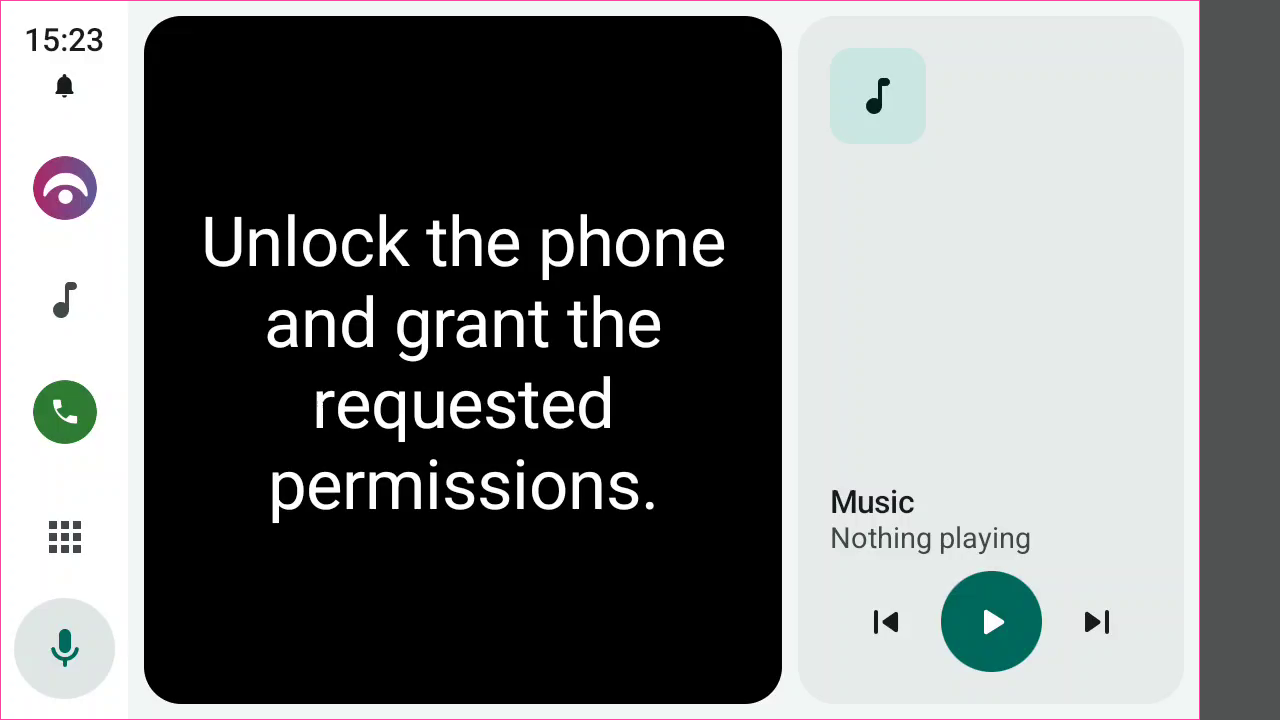 15:23
Unlock the phone
and grant the
requested
permissions.
Music
Nothing playing